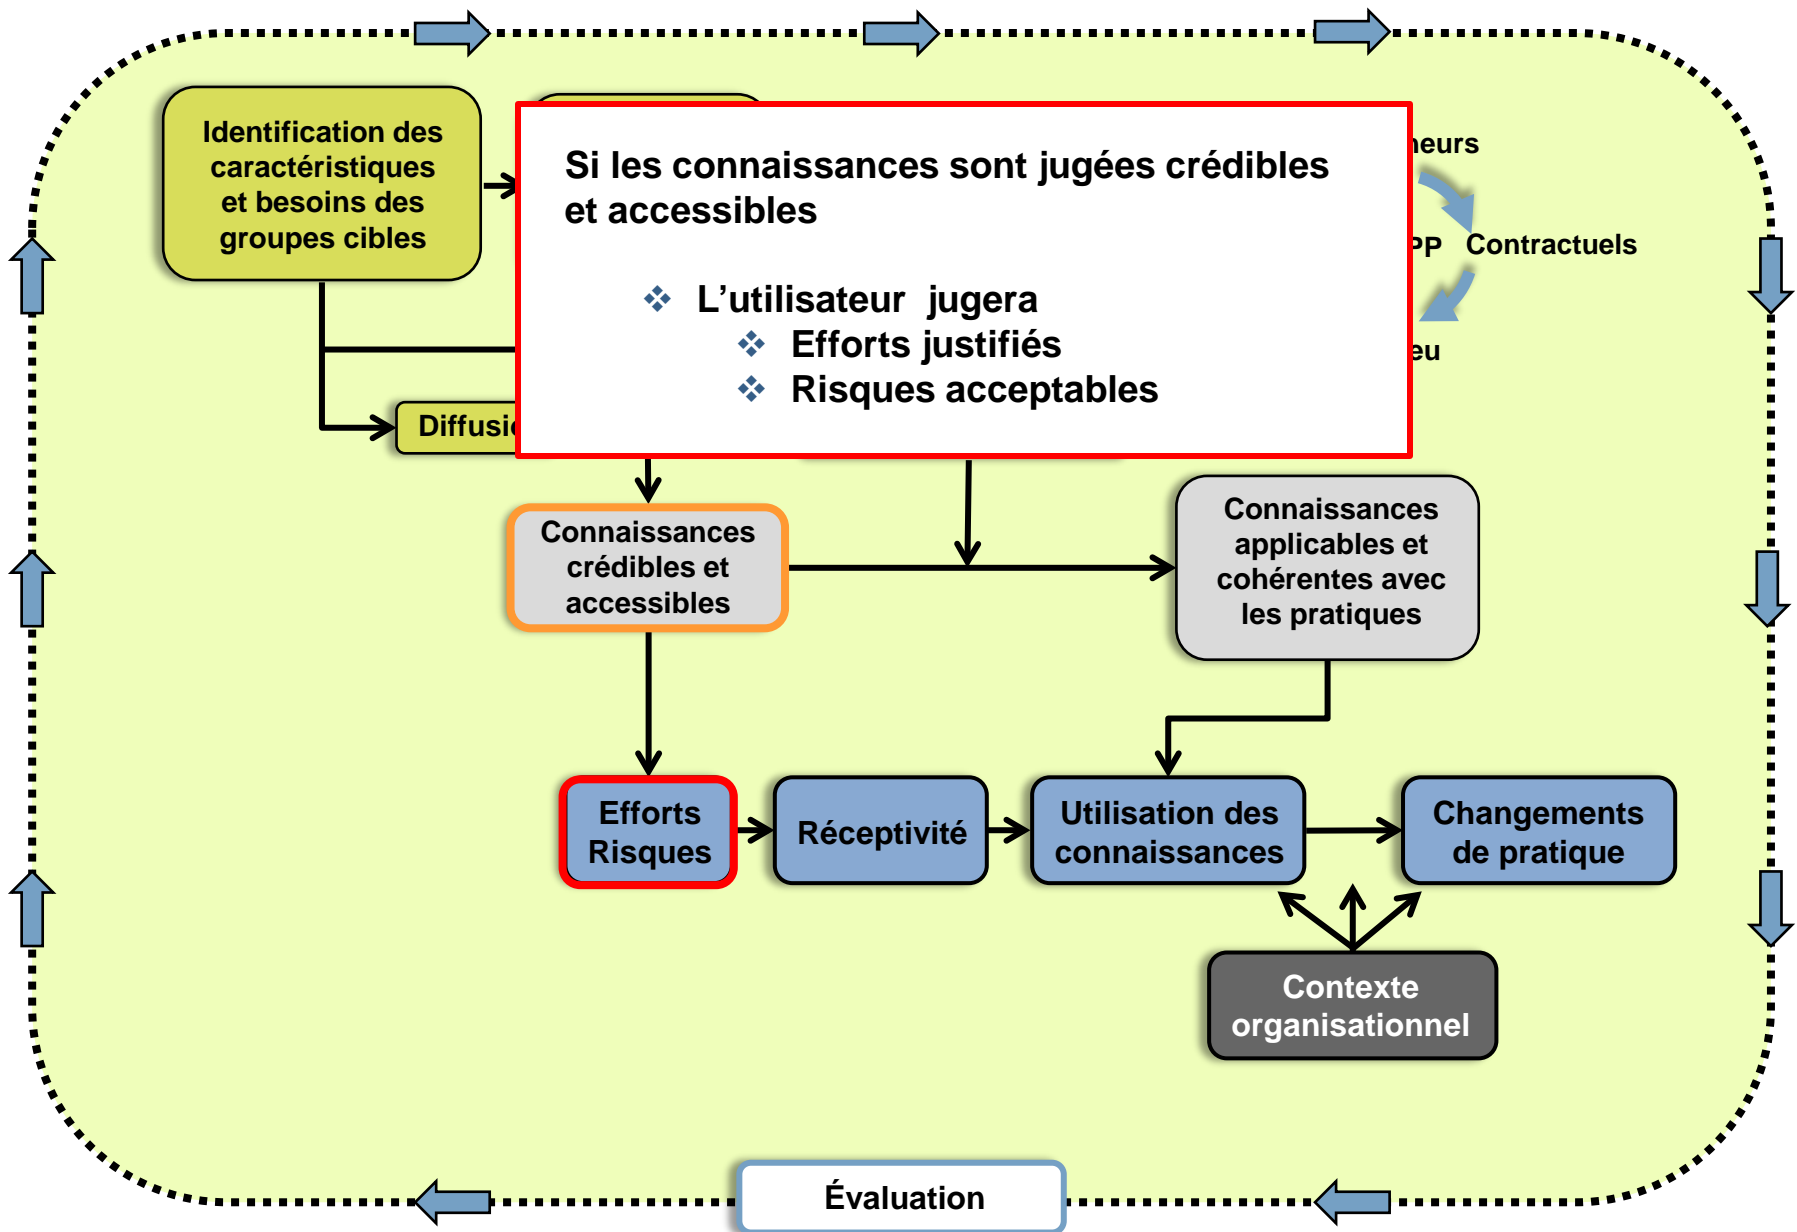 Identification des
caractéristiques
et besoins des
groupes cibles
Si les connaissances sont jugées crédibles
et accessibles
❖ L’utilisateur jugera
❖ Efforts justifiés
❖ Risques acceptables
Contractuels
Connaissances
crédibles et
accessibles
Connaissances
applicables et
cohérentes avec
les pratiques
Efforts
Risques
Réceptivité
Utilisation des
connaissances
Changements
de pratique
Contexte
organisationnel
Évaluation